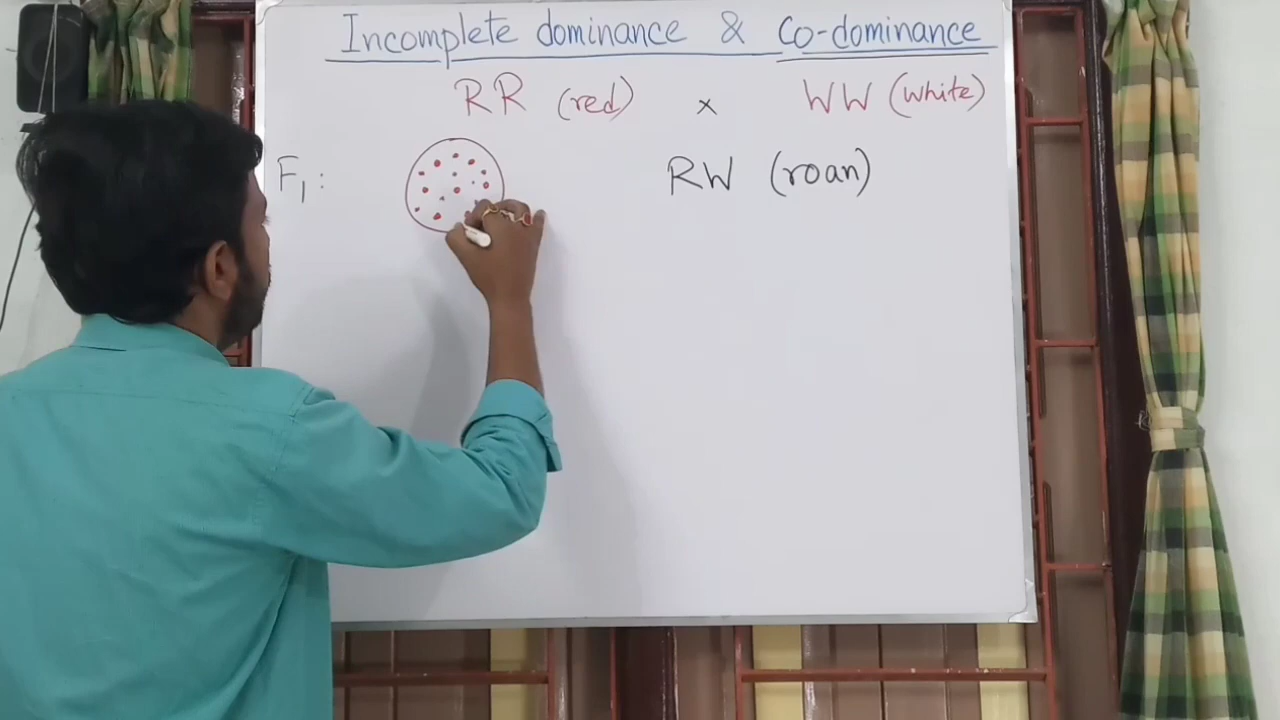 Incomplete dominance & Co-dominance
RR (red) × WW (white)
F1: RW (roan)